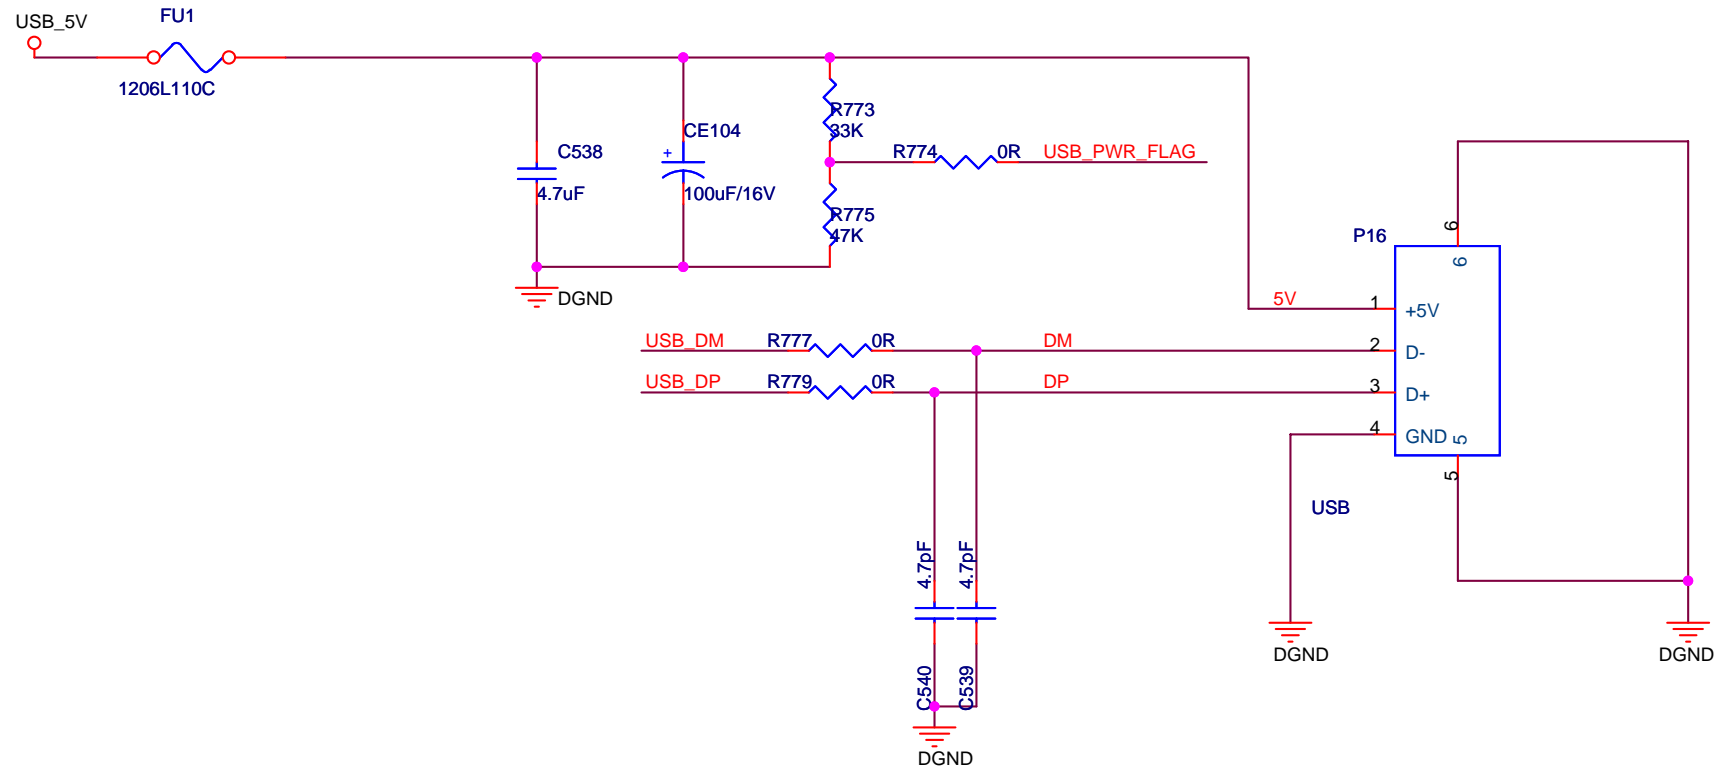 USB_5V
FU1
1206L110C
C538
4.7uF
CE104
+
100uF/16V
R773
33K
R774
0R
USB_PWR_FLAG
R775
47K
DGND
P16
6
6
5V
1
+5V
USB_DM
R777
0R
DM
2
D-
USB_DP
R779
0R
DP
3
D+
4
GND
5
5
USB
4.7pF
4.7pF
C540
C539
DGND
DGND
DGND